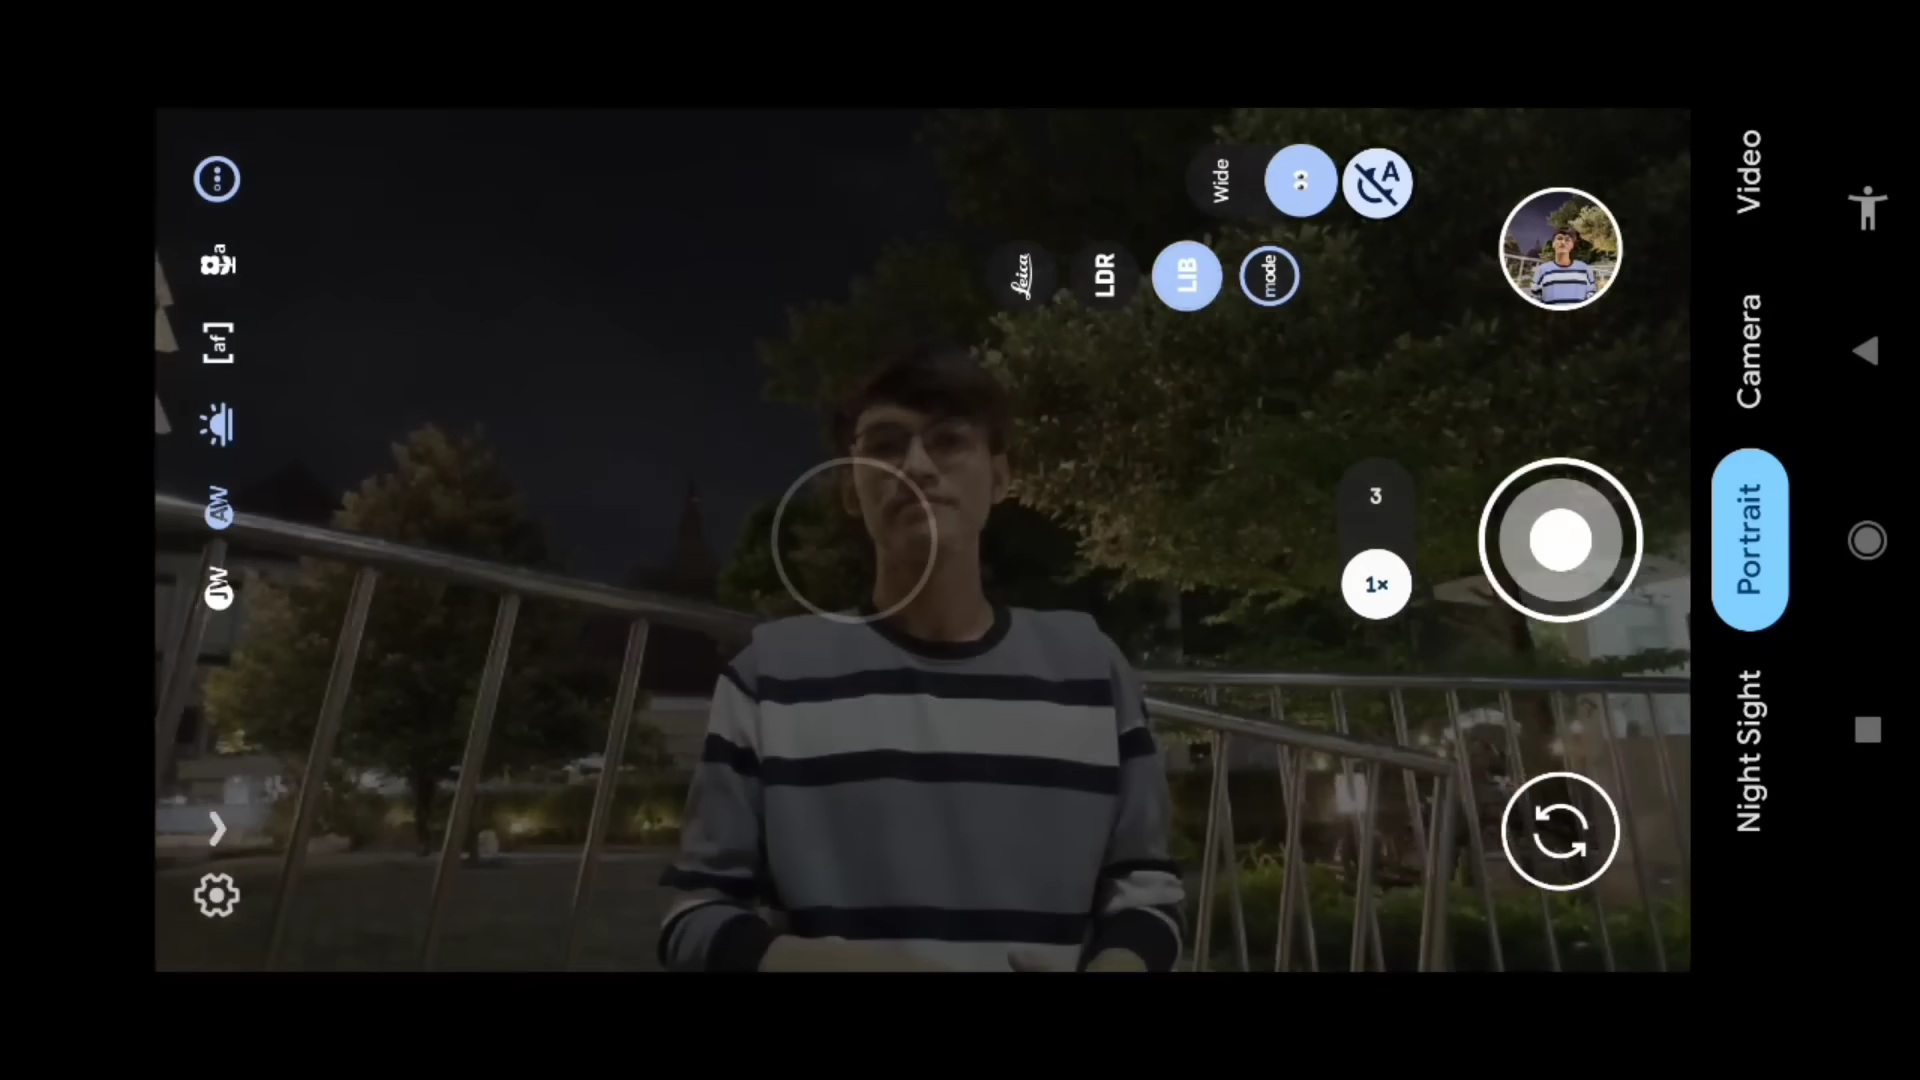 Wide
A
Leica
LDR
LIB
mode
af
AW
JW
3
1×
Video
Camera
Portrait
Night Sight